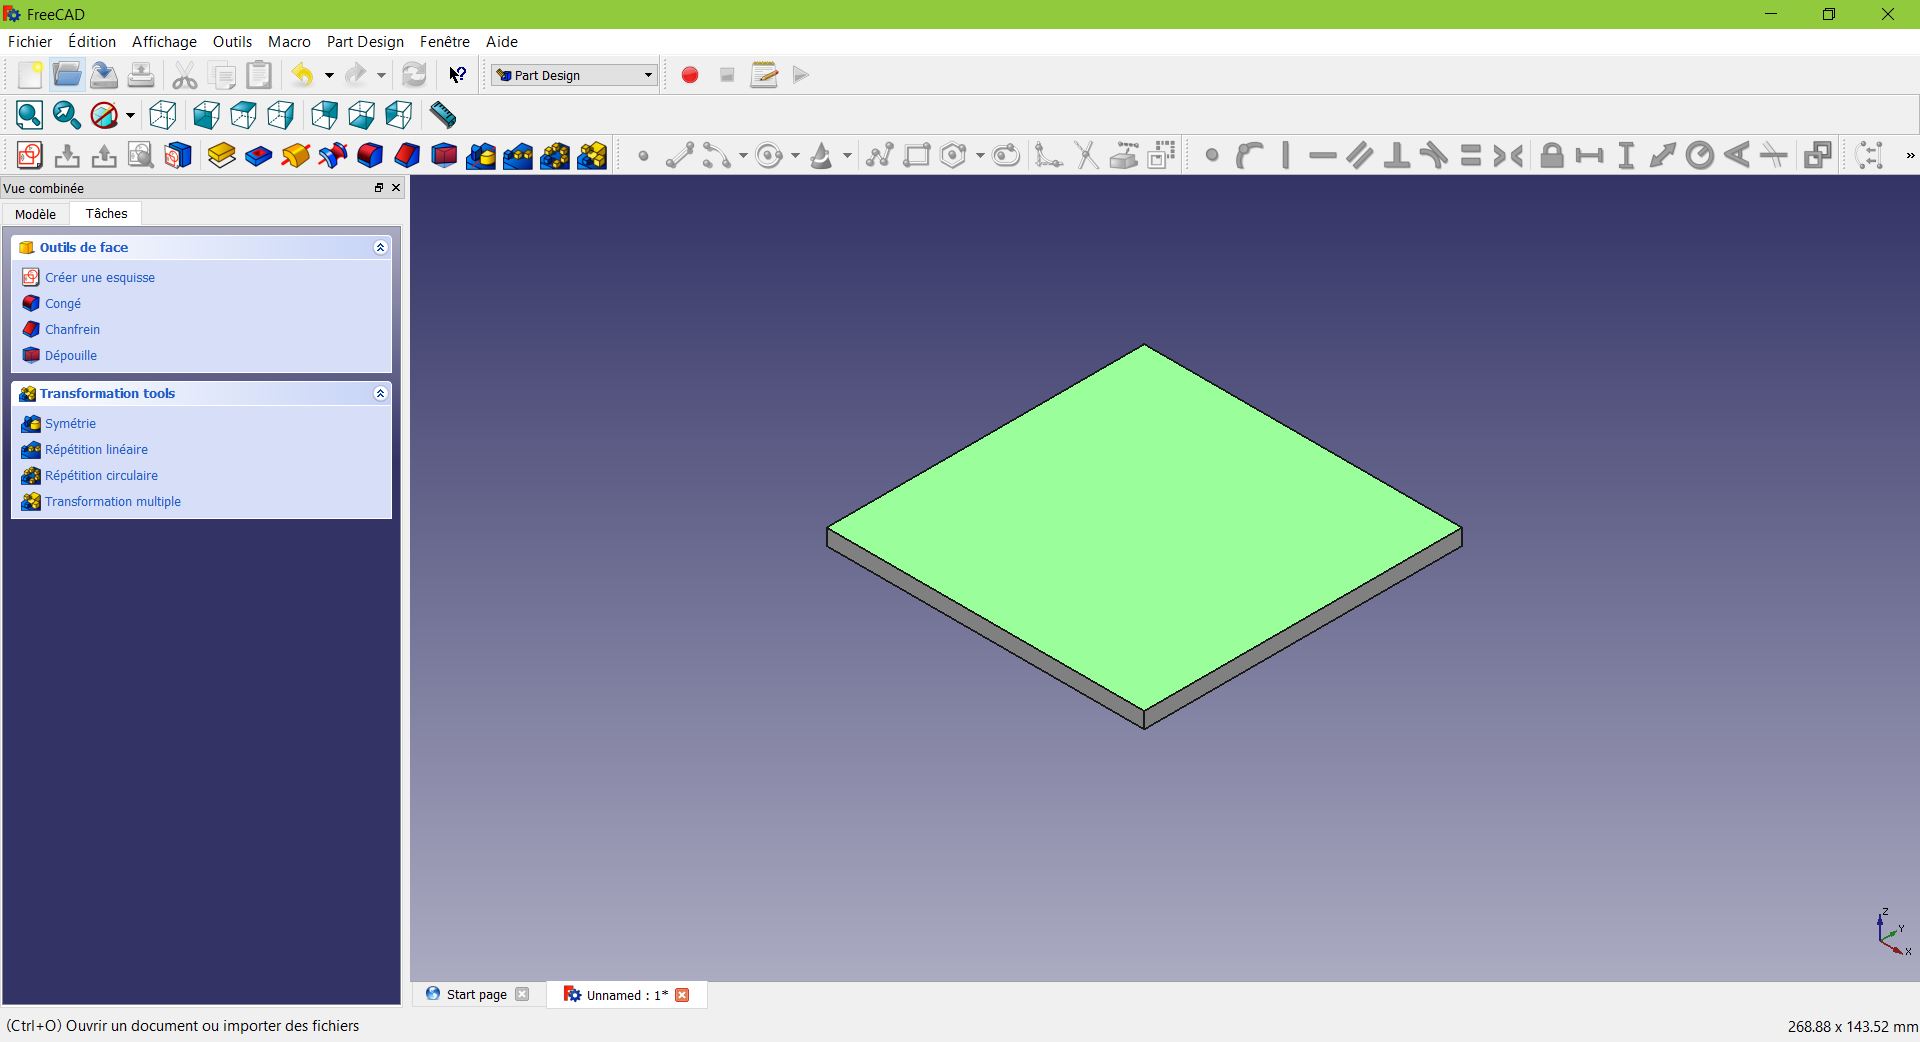 FreeCAD
Fichier Édition Affichage Outils Macro Part Design Fenêtre Aide
Part Design
Vue combinée
Modèle Tâches
Outils de face
Créer une esquisse
Congé
Chanfrein
Dépouille
Transformation tools
Symétrie
Répétition linéaire
Répétition circulaire
Transformation multiple
Z
Y
X
Start page Unnamed : 1*
(Ctrl+O) Ouvrir un document ou importer des fichiers 268.88 x 143.52 mm